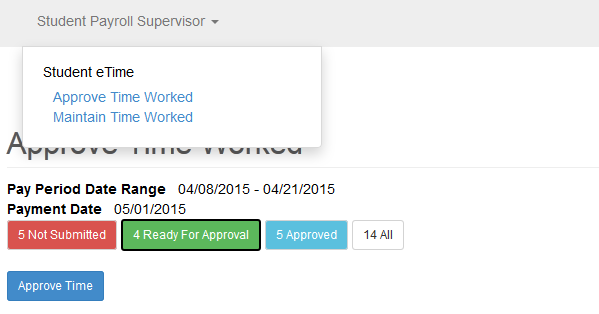 Student Payroll Supervisor
Student eTime
Approve Time Worked
Maintain Time Worked
Approve Time Worked
Pay Period Date Range 04/08/2015 - 04/21/2015
Payment Date 05/01/2015
5 Not Submitted 4 Ready For Approval 5 Approved 14 All
Approve Time